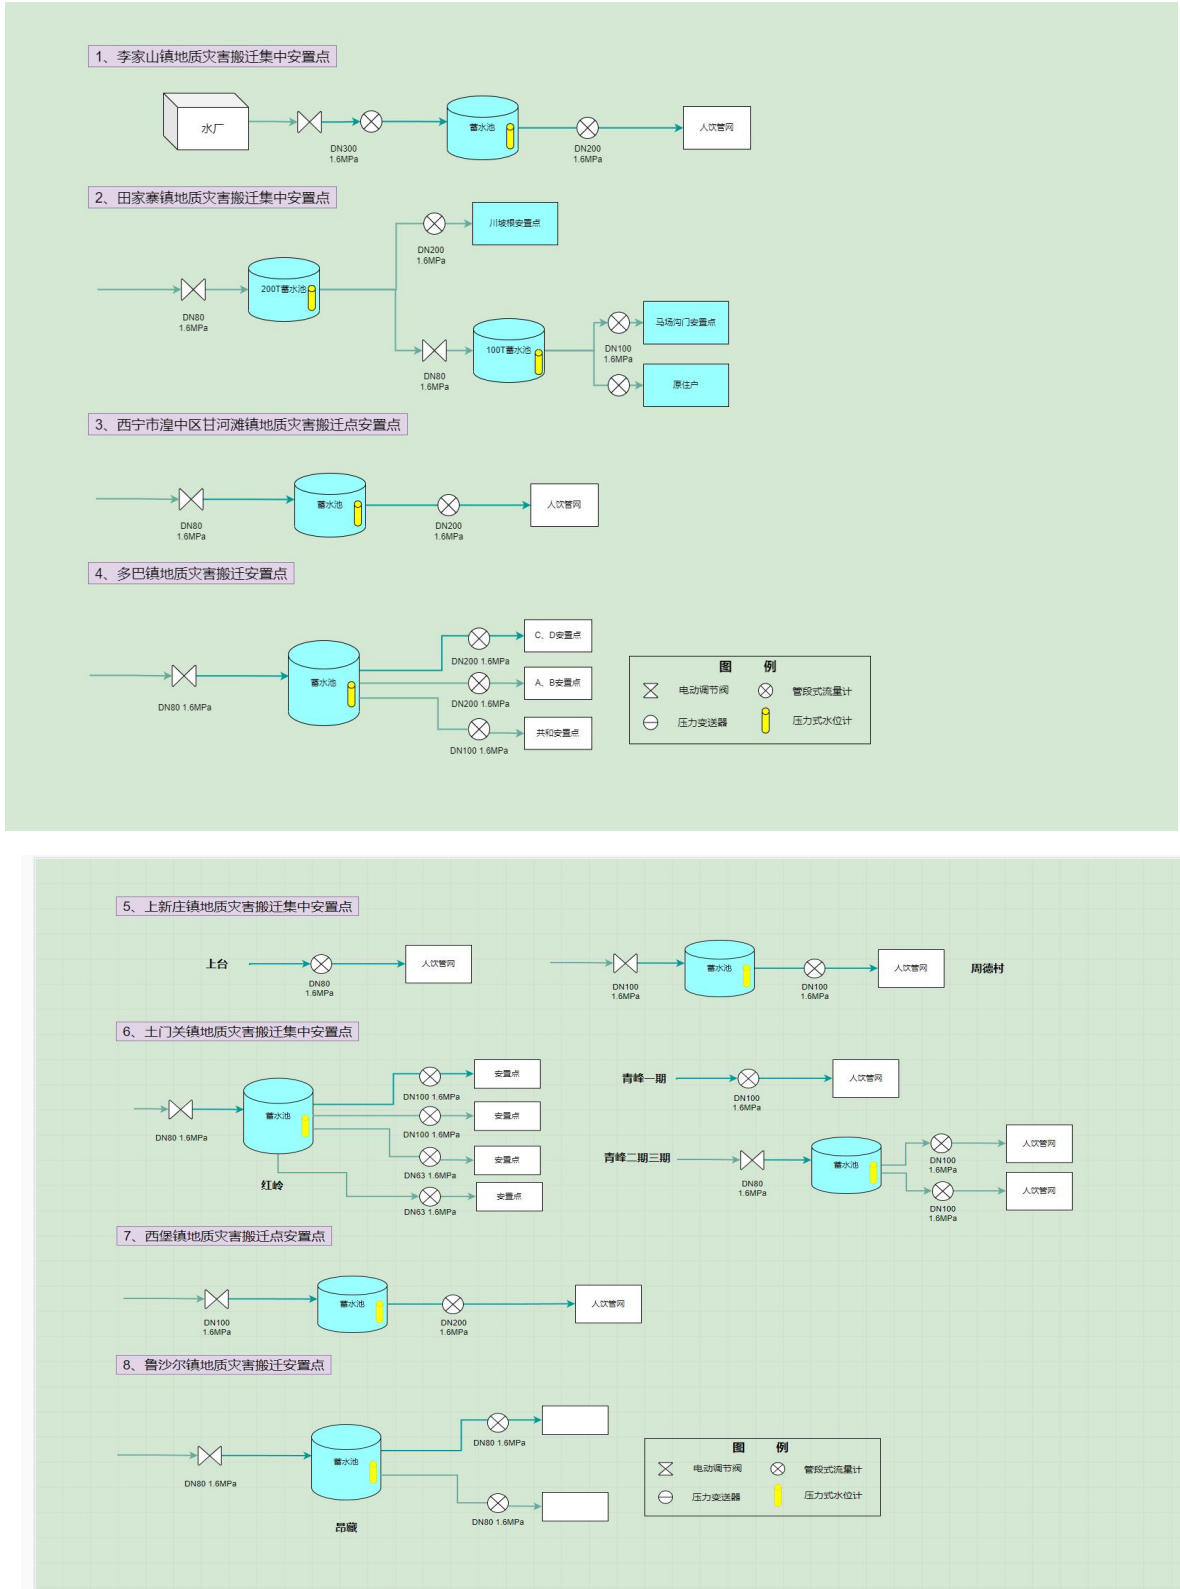 1、李家山镇地质灾害搬迁集中安置点
水厂
DN300
1.6MPa
蓄水池
DN200
1.6MPa
人饮管网
2、田家寨镇地质灾害搬迁集中安置点
DN80
1.6MPa
200T蓄水池
DN200
1.6MPa
川坡根安置点
DN80
1.6MPa
100T蓄水池
DN100
1.6MPa
马场沟门安置点
原住户
3、西宁市湟中区甘河滩镇地质灾害搬迁点安置点
DN80
1.6MPa
蓄水池
DN200
1.6MPa
人饮管网
4、多巴镇地质灾害搬迁安置点
DN80 1.6MPa
蓄水池
DN200 1.6MPa
C、D安置点
DN200 1.6MPa
A、B安置点
DN100 1.6MPa
共和安置点
图 例
电动调节阀
管段式流量计
压力变送器
压力式水位计
5、上新庄镇地质灾害搬迁集中安置点
上台
DN80
1.6MPa
人饮管网
DN100
1.6MPa
蓄水池
DN100
1.6MPa
人饮管网
周德村
6、土门关镇地质灾害搬迁集中安置点
DN80 1.6MPa
蓄水池
红岭
DN100 1.6MPa
安置点
DN100 1.6MPa
安置点
DN63 1.6MPa
安置点
DN63 1.6MPa
安置点
青峰一期
DN100
1.6MPa
人饮管网
青峰二期三期
DN80
1.6MPa
蓄水池
DN100
1.6MPa
人饮管网
DN100
1.6MPa
人饮管网
7、西堡镇地质灾害搬迁点安置点
DN100
1.6MPa
蓄水池
DN200
1.6MPa
人饮管网
8、鲁沙尔镇地质灾害搬迁安置点
DN80 1.6MPa
蓄水池
昂藏
DN80 1.6MPa
DN80 1.6MPa
图 例
电动调节阀
管段式流量计
压力变送器
压力式水位计